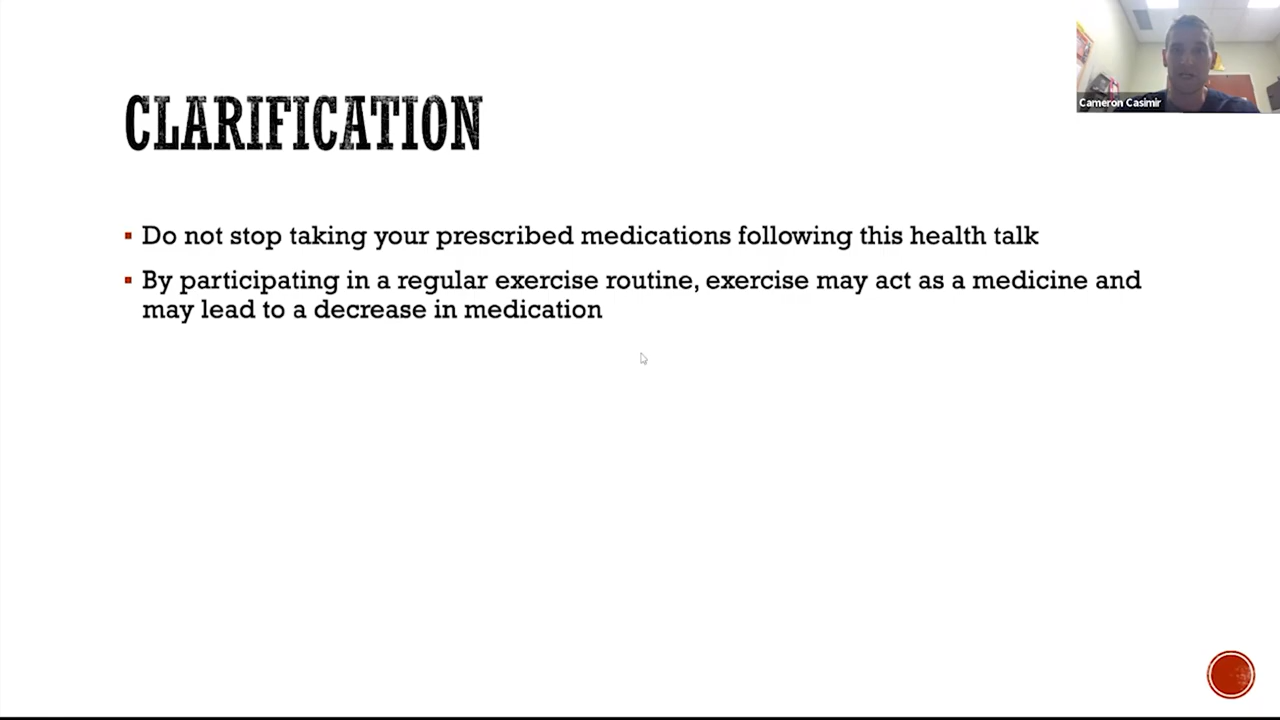 Cameron Casimir
CLARIFICATION
Do not stop taking your prescribed medications following this health talk
By participating in a regular exercise routine, exercise may act as a medicine and
may lead to a decrease in medication